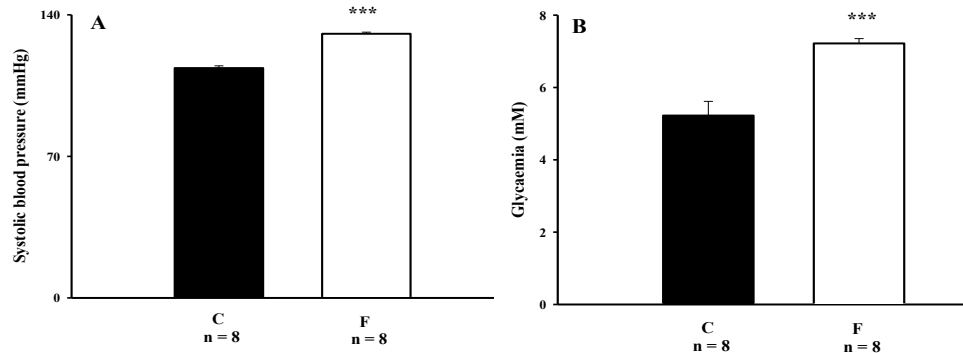 A
Systolic blood pressure (mmHg)
140
70
0
***
C
n = 8
F
n = 8
B
Glycaemia (mM)
8
6
4
2
0
***
C
n = 8
F
n = 8